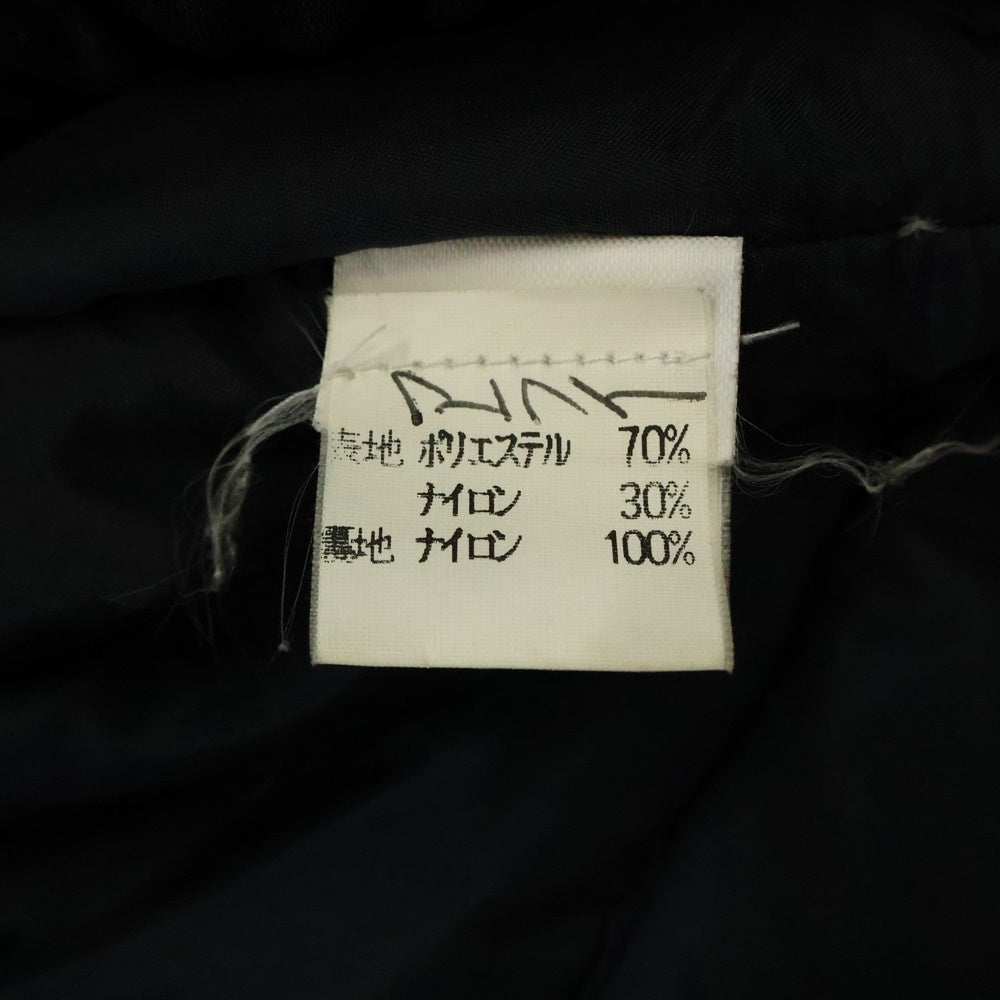 表地 ポリエステル 70%
ナイロン 30%
裏地 ナイロン 100%